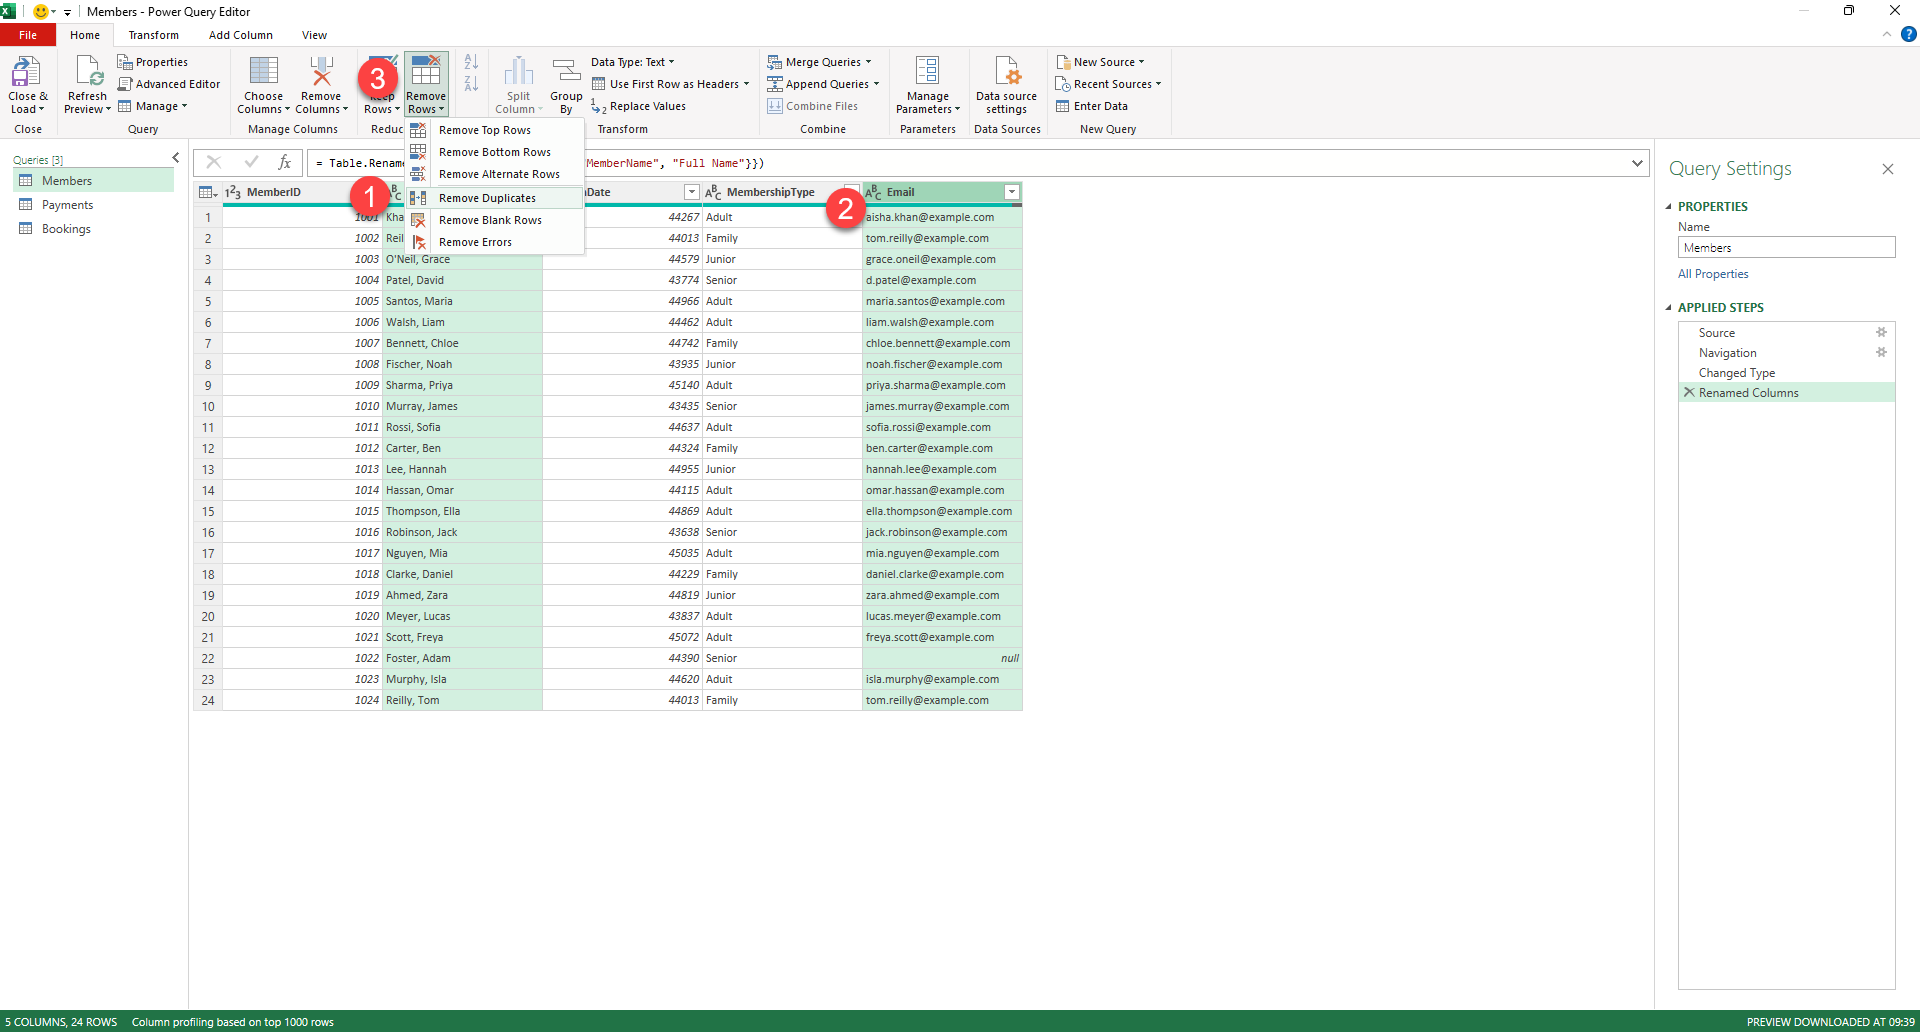 Members - Power Query Editor
File Home Transform Add Column View
Close & Load
Close
Refresh Preview
Properties
Advanced Editor
Manage
Query
Choose Columns
Remove Columns
Manage Columns
3
Rows
Remove Rows
Reduc
Split Column
Group By
Data Type: Text
Use First Row as Headers
Replace Values
Transform
Merge Queries
Append Queries
Combine Files
Combine
Manage Parameters
Parameters
Data source settings
Data Sources
New Source
Recent Sources
Enter Data
New Query
Remove Top Rows
Remove Bottom Rows
Remove Alternate Rows
Remove Duplicates
Remove Blank Rows
Remove Errors
Queries [3]
Members
Payments
Bookings
fx
= Table.Renam
MemberName", "Full Name"}})
MemberID 1 Date MembershipType 2 Email
1 1001 Kha 44267 Adult aisha.khan@example.com
2 1002 Reil 44013 Family tom.reilly@example.com
3 1003 O'Neil, Grace 44579 Junior grace.oneil@example.com
4 1004 Patel, David 43774 Senior d.patel@example.com
5 1005 Santos, Maria 44966 Adult maria.santos@example.com
6 1006 Walsh, Liam 44462 Adult liam.walsh@example.com
7 1007 Bennett, Chloe 44742 Family chloe.bennett@example.com
8 1008 Fischer, Noah 43935 Junior noah.fischer@example.com
9 1009 Sharma, Priya 45140 Adult priya.sharma@example.com
10 1010 Murray, James 43435 Senior james.murray@example.com
11 1011 Rossi, Sofia 44637 Adult sofia.rossi@example.com
12 1012 Carter, Ben 44324 Family ben.carter@example.com
13 1013 Lee, Hannah 44955 Junior hannah.lee@example.com
14 1014 Hassan, Omar 44115 Adult omar.hassan@example.com
15 1015 Thompson, Ella 44869 Adult ella.thompson@example.com
16 1016 Robinson, Jack 43638 Senior jack.robinson@example.com
17 1017 Nguyen, Mia 45035 Adult mia.nguyen@example.com
18 1018 Clarke, Daniel 44229 Family daniel.clarke@example.com
19 1019 Ahmed, Zara 44819 Junior zara.ahmed@example.com
20 1020 Meyer, Lucas 43837 Adult lucas.meyer@example.com
21 1021 Scott, Freya 45072 Adult freya.scott@example.com
22 1022 Foster, Adam 44390 Senior null
23 1023 Murphy, Isla 44620 Aduit isla.murphy@example.com
24 1024 Reilly, Tom 44013 Family tom.reilly@example.com
Query Settings
PROPERTIES
Name
Members
All Properties
APPLIED STEPS
Source
Navigation
Changed Type
Renamed Columns
5 COLUMNS, 24 ROWS Column profiling based on top 1000 rows
PREVIEW DOWNLOADED AT 09:39